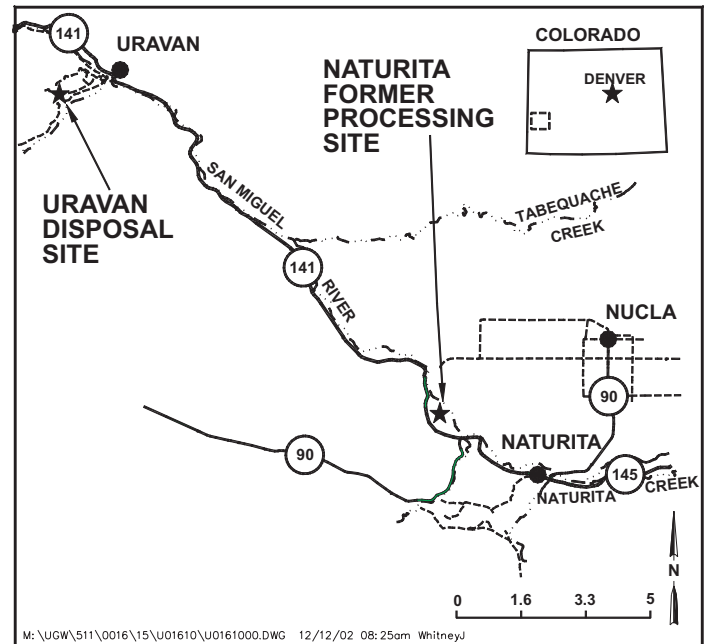 141
URAVAN
COLORADO
DENVER
NATURITA
FORMER
PROCESSING
SITE
URAVAN
DISPOSAL
SITE
SAN MIGUEL
RIVER
TABEQUACHE
CREEK
141
NUCLA
90
90
NATURITA
145
NATURITA
CREEK
N
0 1.6 3.3 5
M: \UGW\511\0016\15\U01610\U0161000.DWG 12/12/02 08:25am WhitneyJ